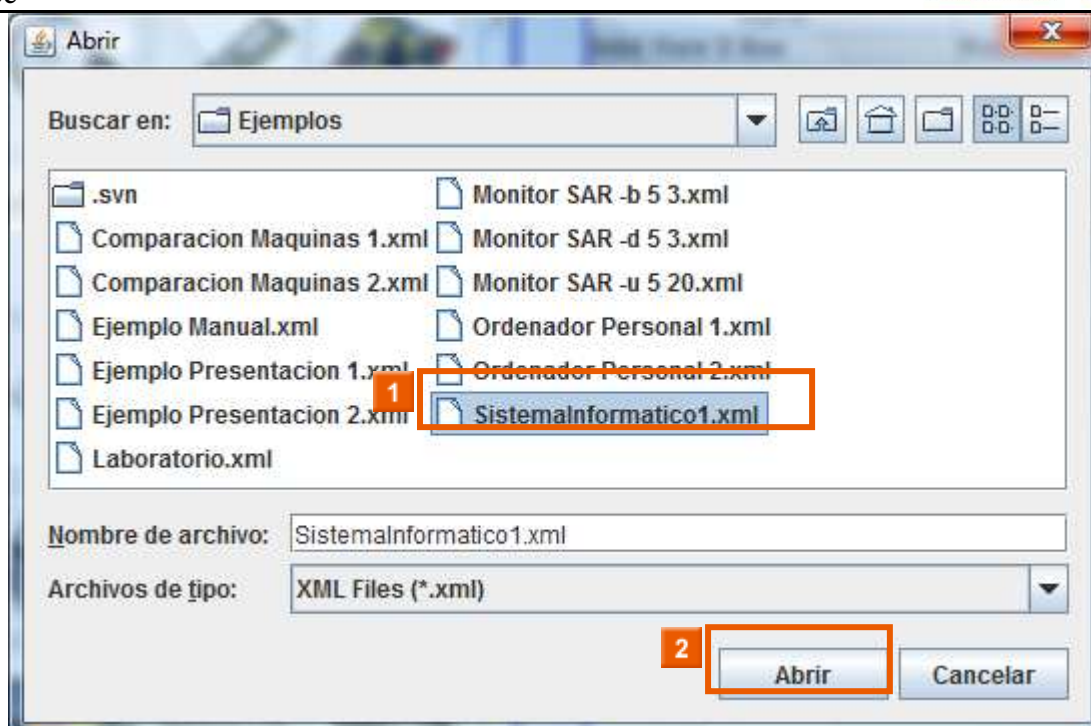 Abrir
Buscar en: Ejemplos
.svn
Comparacion Maquinas 1.xml
Comparacion Maquinas 2.xml
Ejemplo Manual.xml
Ejemplo Presentacion 1.xml
Ejemplo Presentacion 2.xml
Laboratorio.xml
Monitor SAR -b 5 3.xml
Monitor SAR -d 5 3.xml
Monitor SAR -u 5 20.xml
Ordenador Personal 1.xml
Ordenador Personal 2.xml
1
SistemaInformatico1.xml
Nombre de archivo: SistemaInformatico1.xml
Archivos de tipo: XML Files (*.xml)
2
Abrir Cancelar